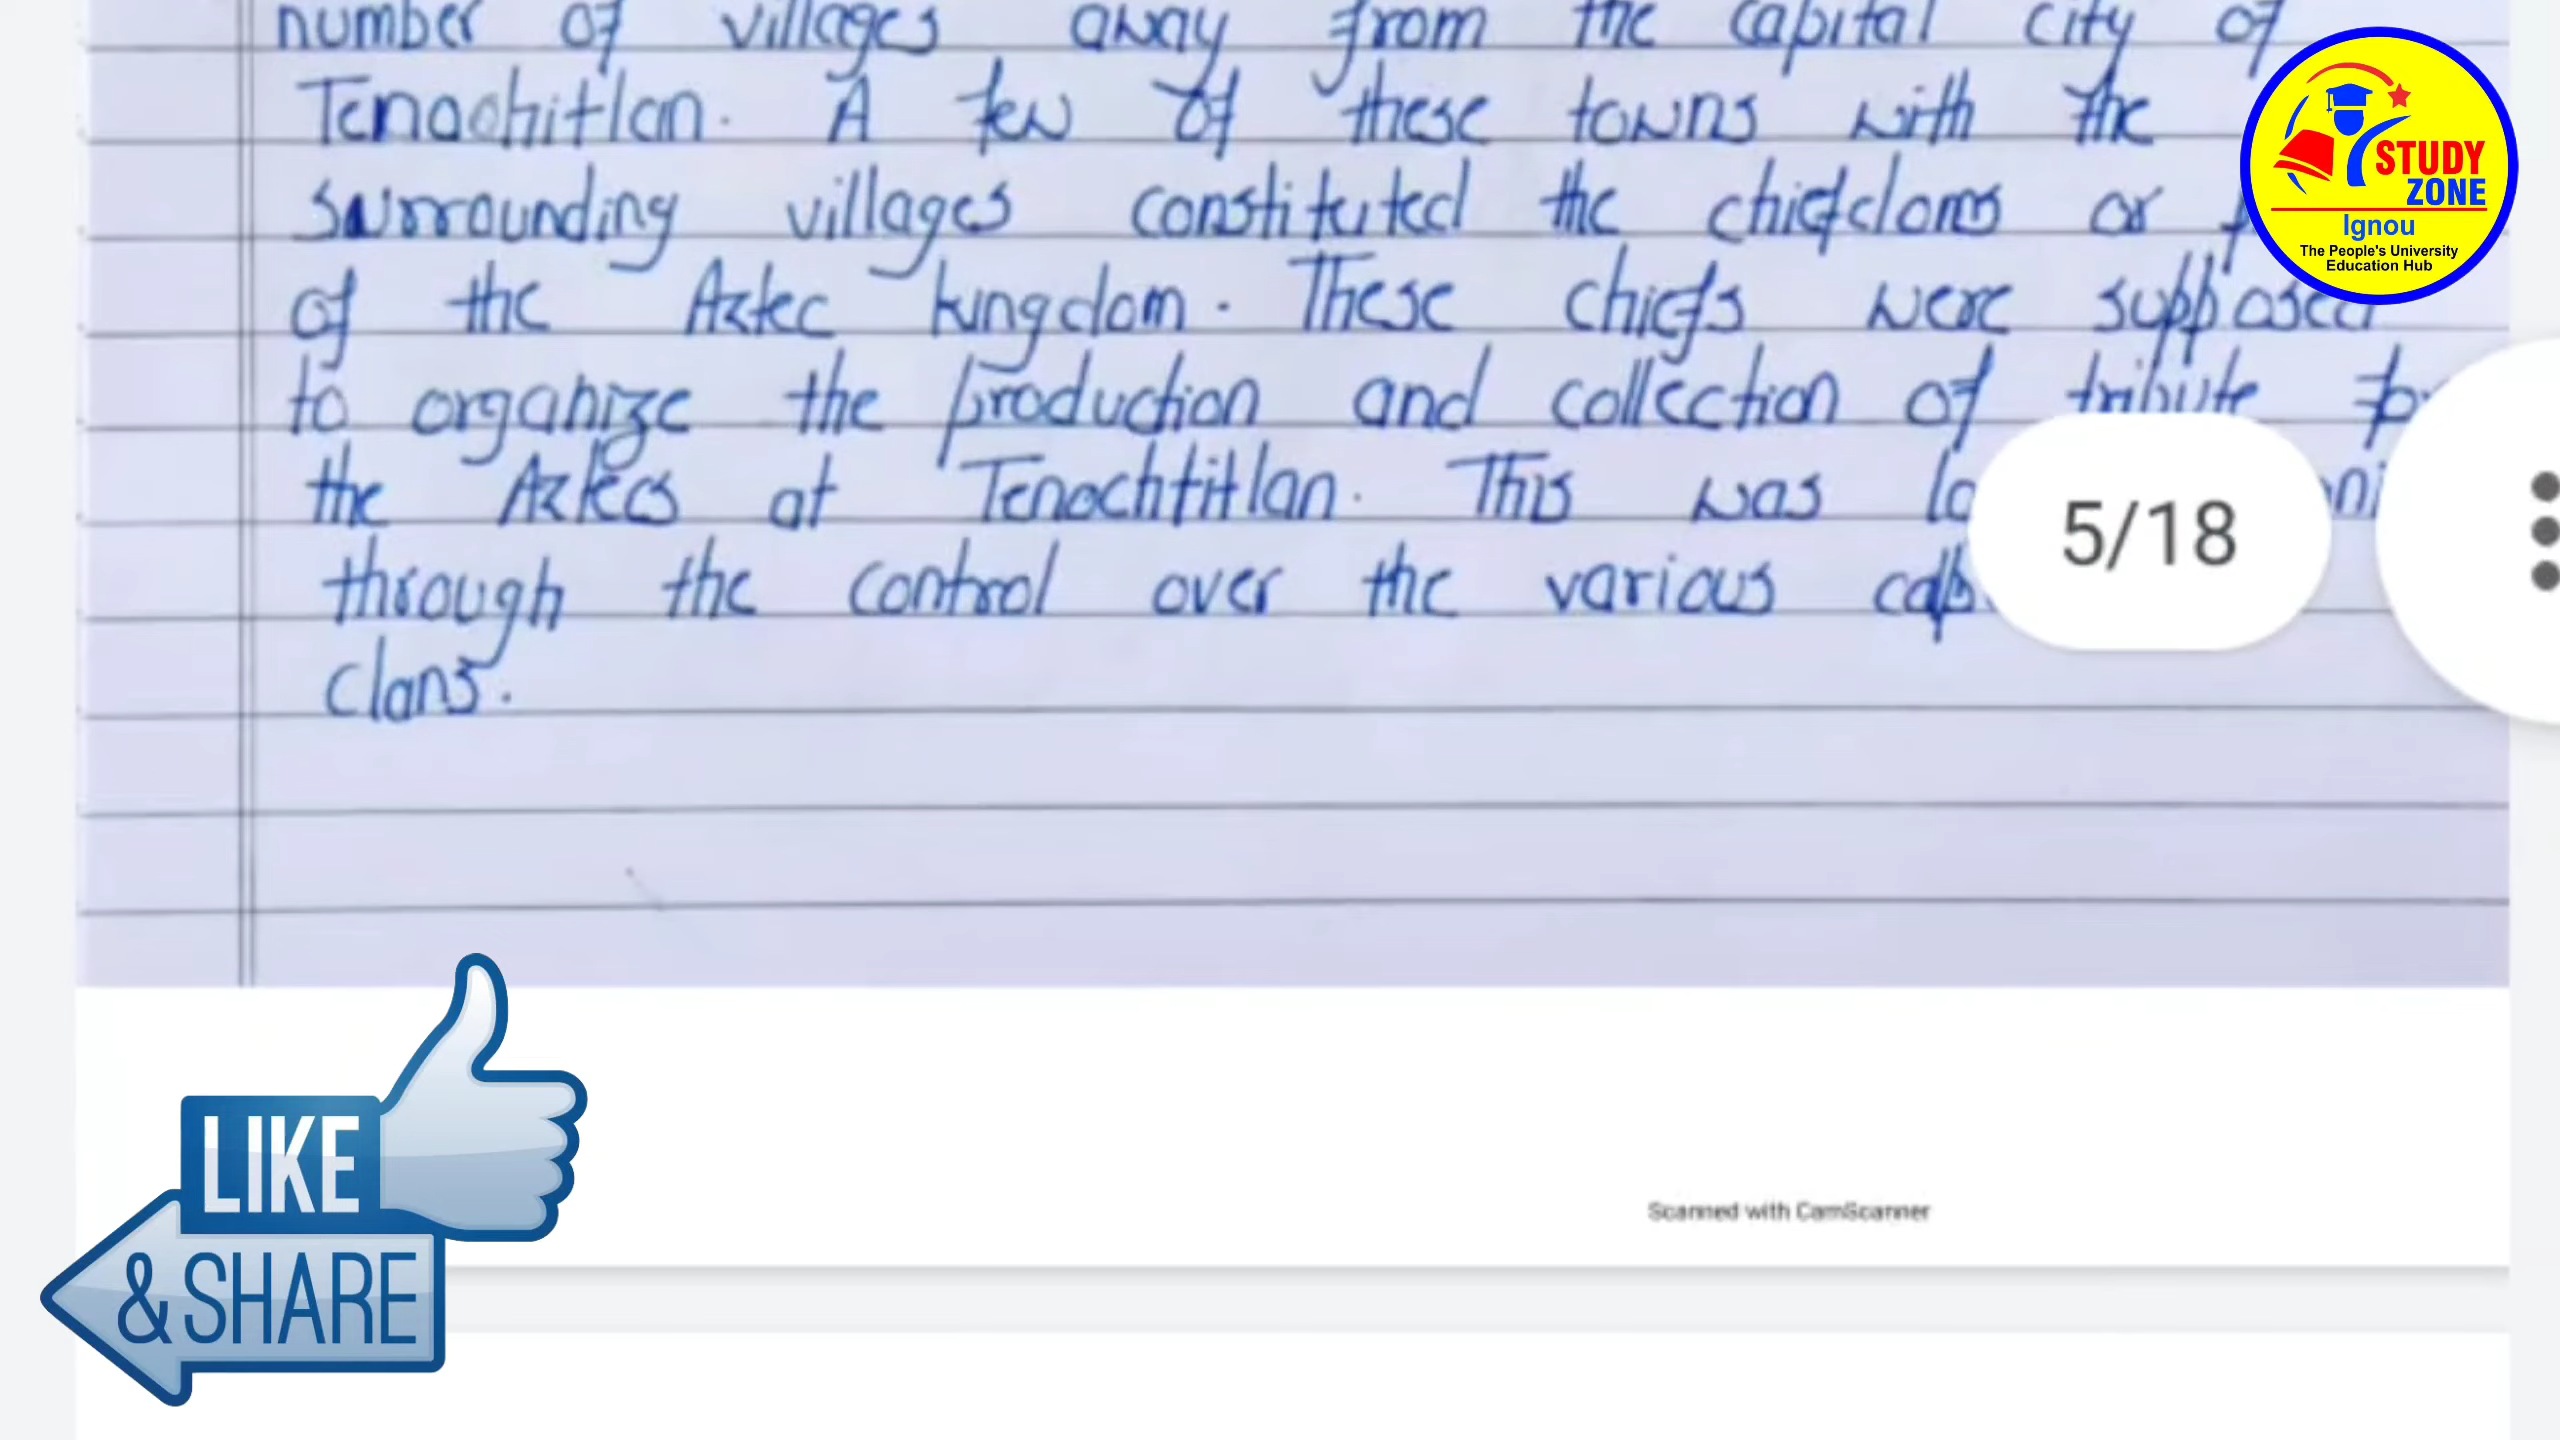 number of villages away from the capital city of
Tenochitlan. A few of these towns with the
surrounding villages constituted the chiefdoms or
of the Aztec kingdom. These chiefs were supposed
to organize the production and collection of tribute for
the Aztecs at Tenochtitlan. This was
through the control over the various
clans.
STUDY
ZONE
Ignou
The People's University
Education Hub
5/18
LIKE
& SHARE
Scanned with CamScanner